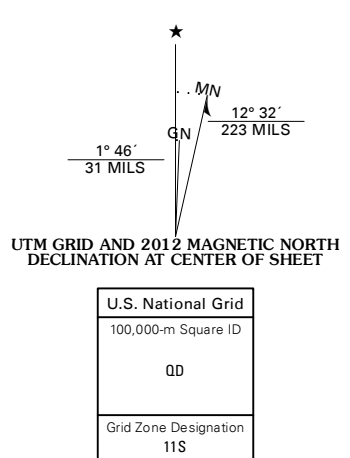 ★
MN
GN
12° 32´
223 MILS
1° 46´
31 MILS
UTM GRID AND 2012 MAGNETIC NORTH
DECLINATION AT CENTER OF SHEET
U.S. National Grid
100,000-m Square ID
QD
Grid Zone Designation
11S